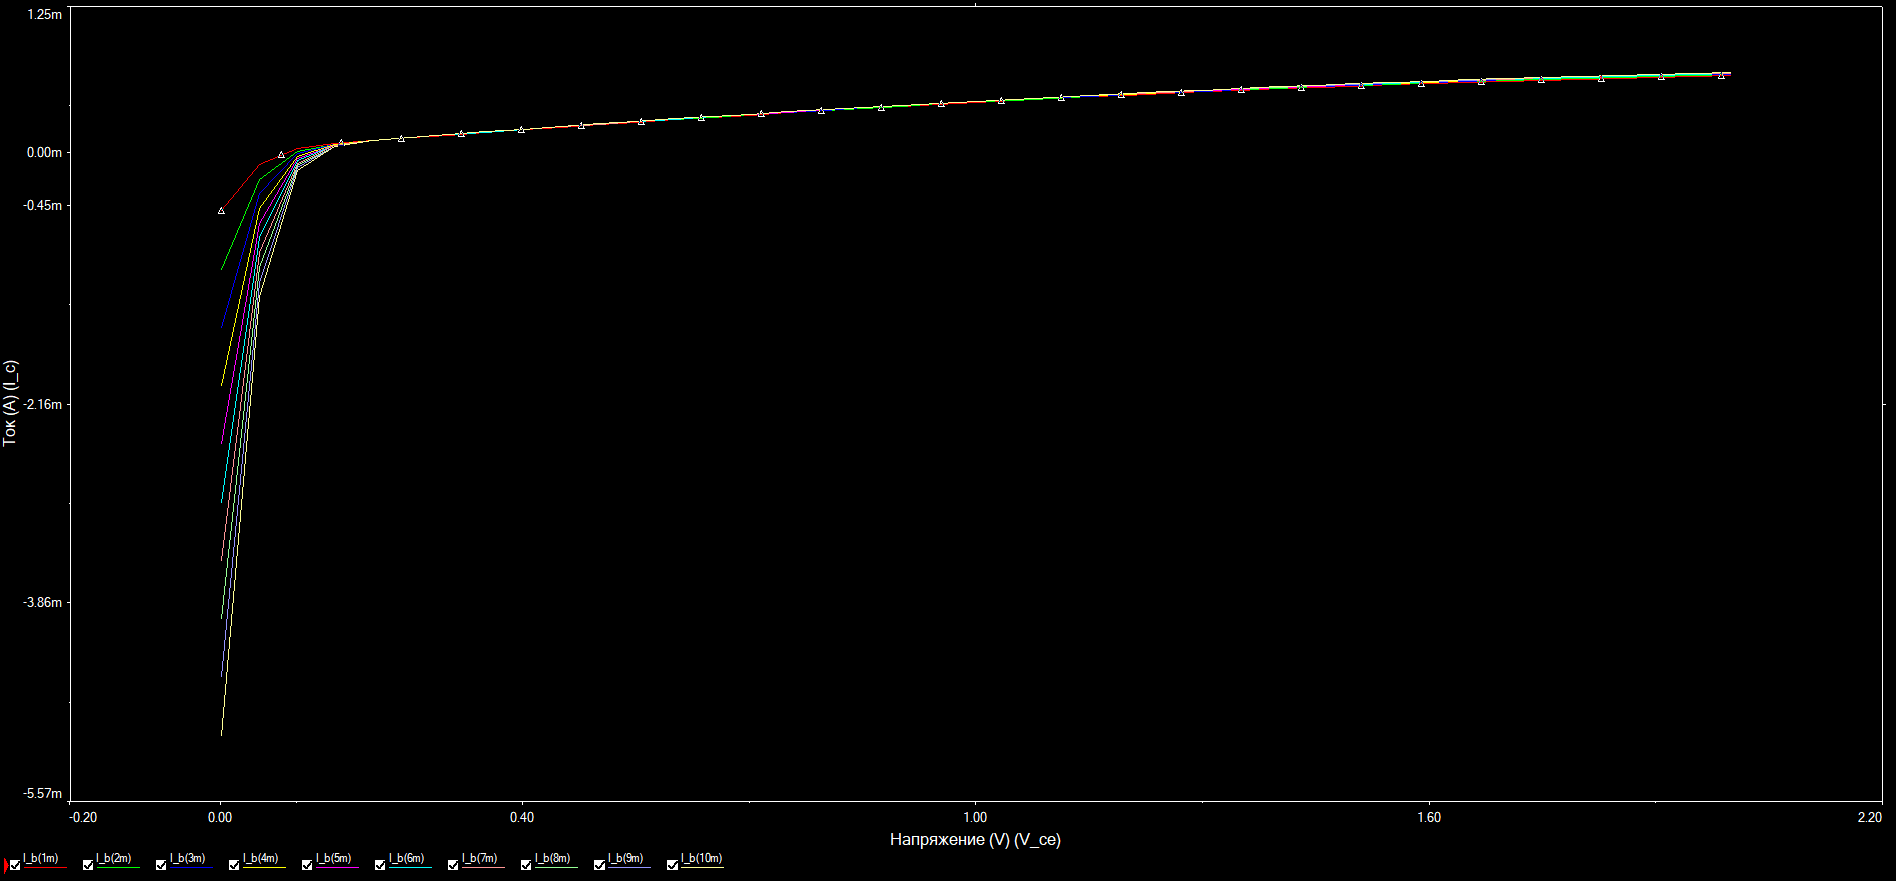 1.25m
0.00m
-0.45m
-2.16m
-3.86m
-5.57m
Ток (A) (I_c)
-0.20 0.00 0.40 1.00 1.60 2.20
Напряжение (V) (V_ce)
I_b(1m) I_b(2m) I_b(3m) I_b(4m) I_b(5m) I_b(6m) I_b(7m) I_b(8m) I_b(9m) I_b(10m)